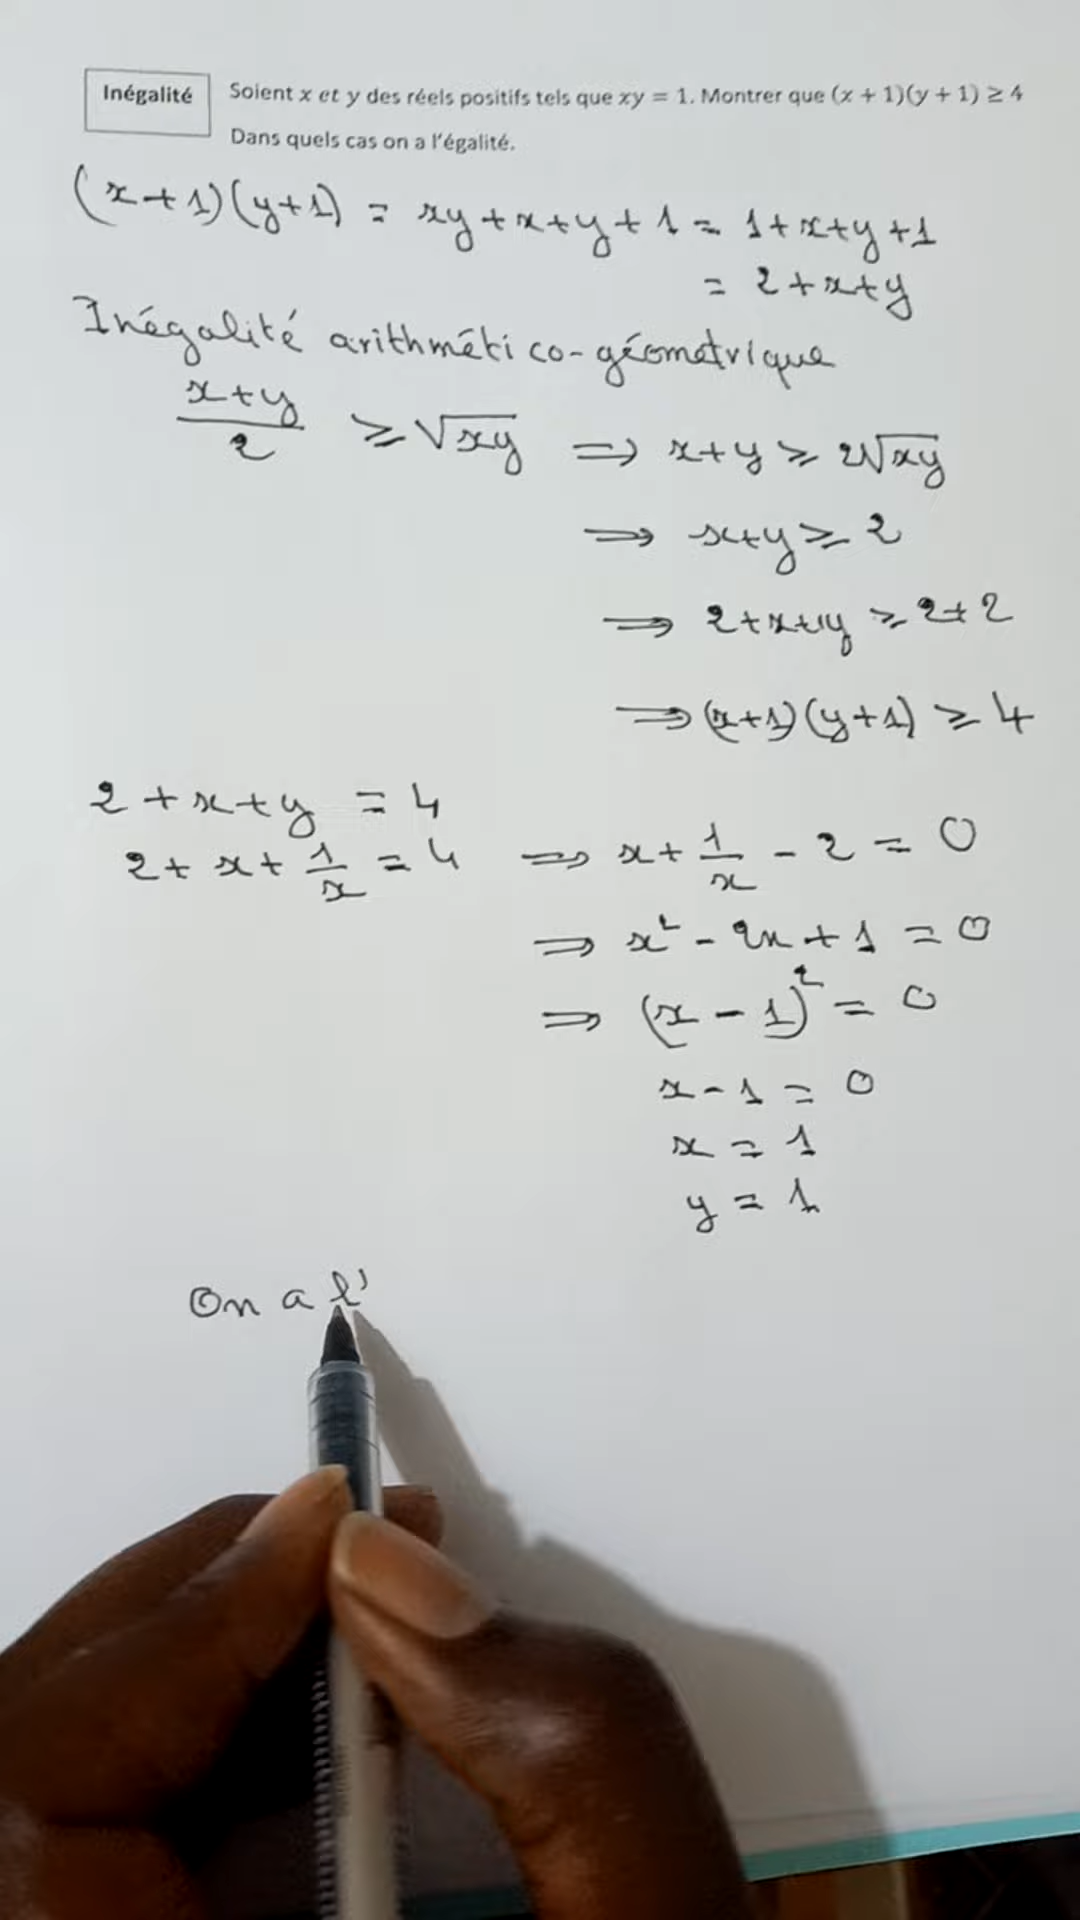 Inégalité
Soient x et y des réels positifs tels que xy = 1. Montrer que (x + 1)(y + 1) ≥ 4
Dans quels cas on a l'égalité.
(x+1)(y+1) = xy+x+y+1 = 1+x+y+1
= 2+x+y
Inégalité arithmético-géométrique
(x+y)/2 ≥ √xy ⟹ x+y ≥ 2√xy
⟹ x+y ≥ 2
⟹ 2+x+y ≥ 2+2
⟹ (x+1)(y+1) ≥ 4
2+x+y = 4
2+x+1/x = 4 ⟹ x+1/x - 2 = 0
⟹ x² - 2x + 1 = 0
⟹ (x - 1)² = 0
x - 1 = 0
x = 1
y = 1
On a l'